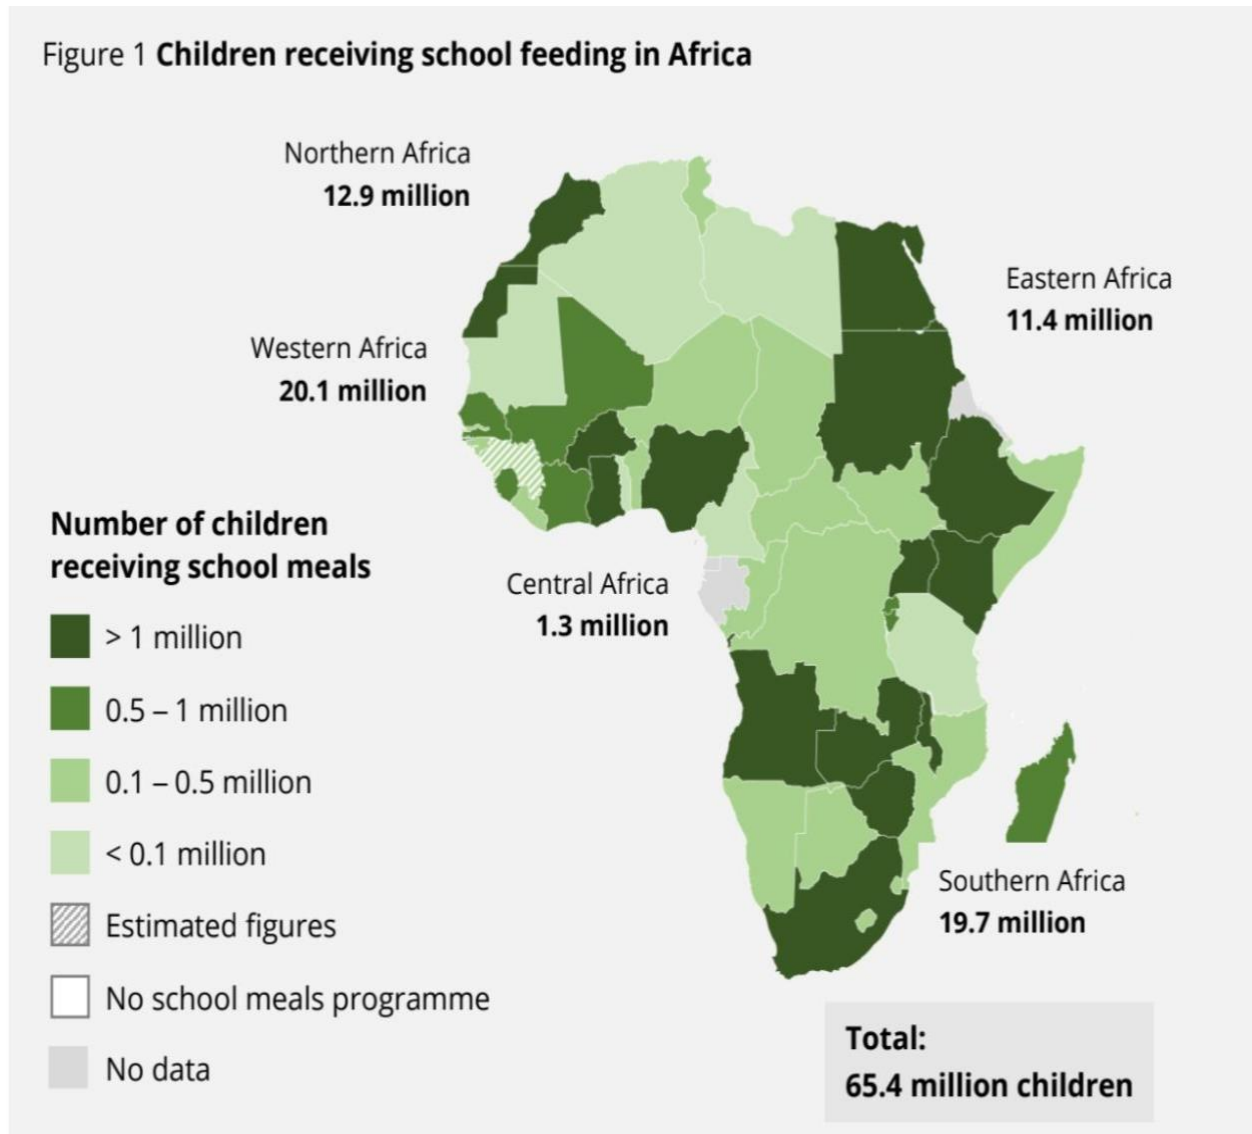 Figure 1 Children receiving school feeding in Africa
Northern Africa
12.9 million
Eastern Africa
11.4 million
Western Africa
20.1 million
Number of children
receiving school meals
> 1 million
0.5 – 1 million
0.1 – 0.5 million
< 0.1 million
Estimated figures
No school meals programme
No data
Central Africa
1.3 million
Southern Africa
19.7 million
Total:
65.4 million children